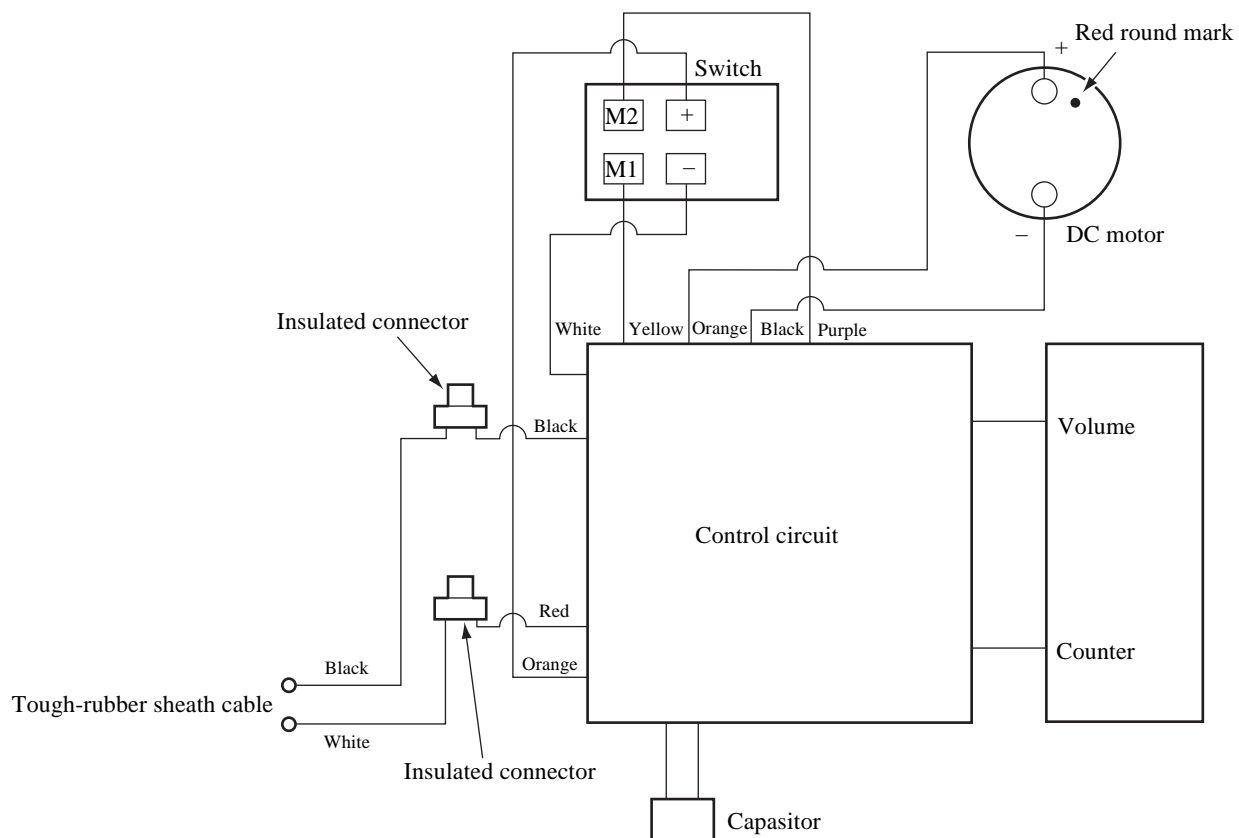 Red round mark
+
Switch
M2
+
M1
−
−
DC motor
Insulated connector
White
Yellow
Orange
Black
Purple
Black
Volume
Control circuit
Red
Orange
Counter
Black
Tough-rubber sheath cable
White
Insulated connector
Capasitor